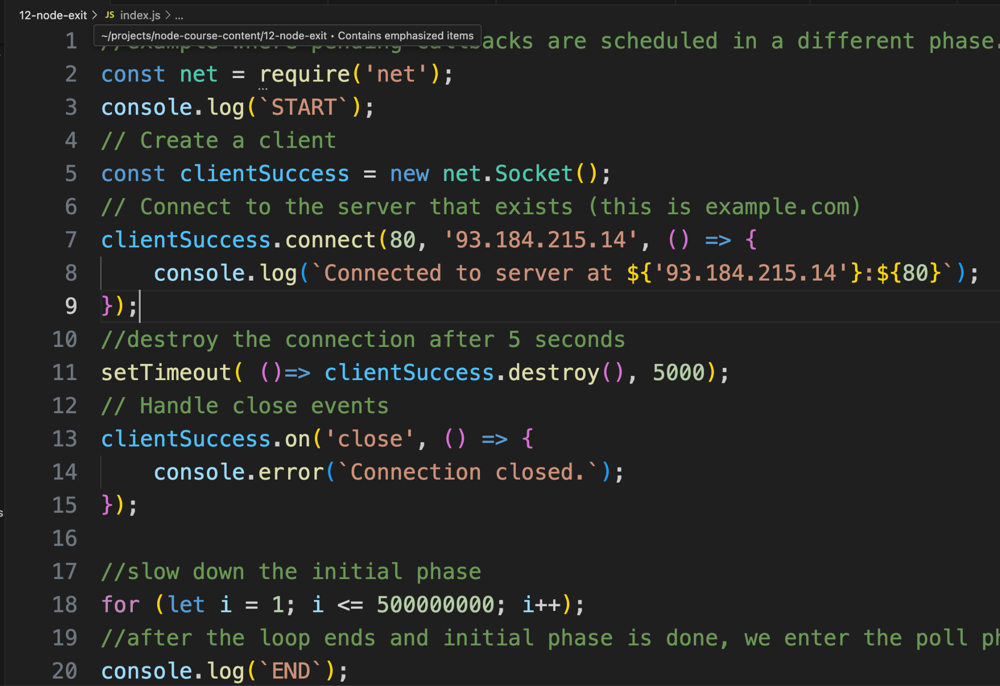 12-node-exit > JS index.js > ...
~/projects/node-course-content/12-node-exit • Contains emphasized items
1 //example where pending callbacks are scheduled in a different phase.
2 const net = require('net');
3 console.log(`START`);
4 // Create a client
5 const clientSuccess = new net.Socket();
6 // Connect to the server that exists (this is example.com)
7 clientSuccess.connect(80, '93.184.215.14', () => {
8 console.log(`Connected to server at ${'93.184.215.14'}:${80}`);
9 });
10 //destroy the connection after 5 seconds
11 setTimeout( ()=> clientSuccess.destroy(), 5000);
12 // Handle close events
13 clientSuccess.on('close', () => {
14 console.error(`Connection closed.`);
15 });
16
17 //slow down the initial phase
18 for (let i = 1; i <= 500000000; i++);
19 //after the loop ends and initial phase is done, we enter the poll ph
20 console.log(`END`);